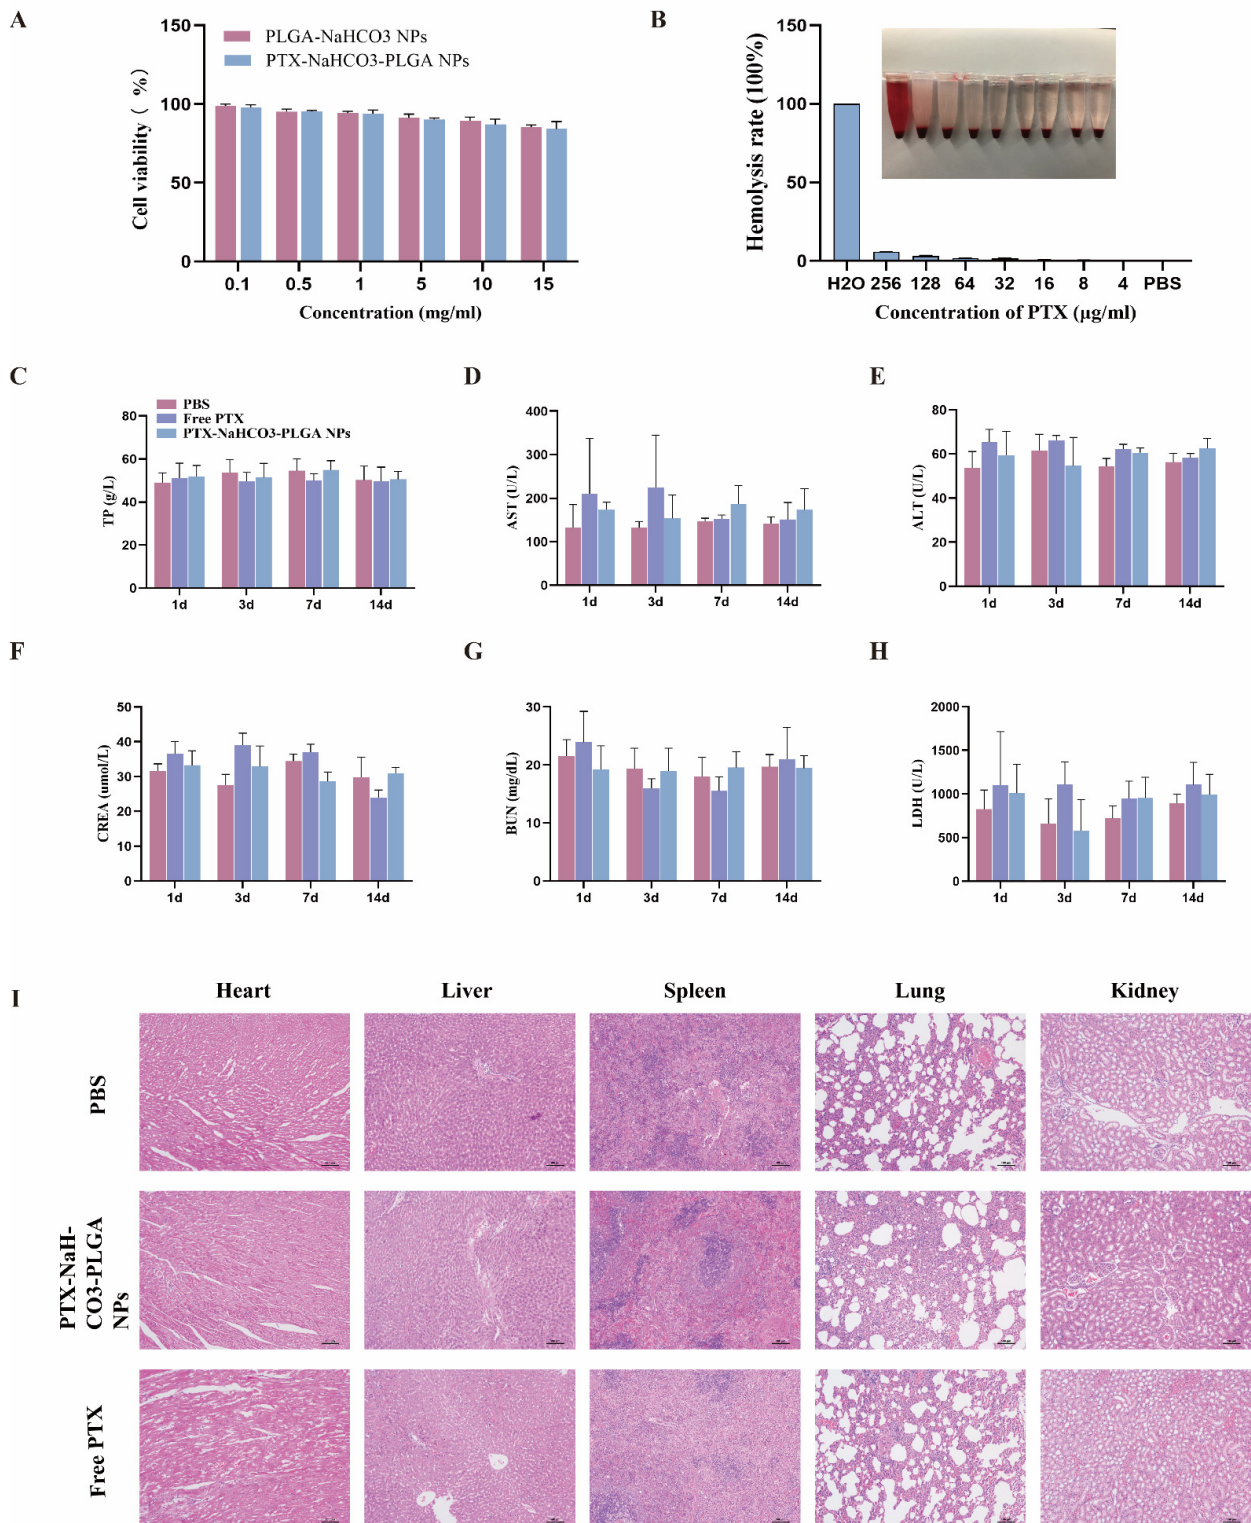 A
150
100
50
0
Cell viability ( %)
PLGA-NaHCO3 NPs
PTX-NaHCO3-PLGA NPs
0.1 0.5 1 5 10 15
Concentration (mg/ml)
B
150
100
50
0
Hemolysis rate (100%)
H2O 256 128 64 32 16 8 4 PBS
Concentration of PTX (μg/ml)
C
80
60
40
20
0
TP (g/L)
PBS
Free PTX
PTX-NaHCO3-PLGA NPs
1d 3d 7d 14d
D
400
300
200
100
0
AST (U/L)
1d 3d 7d 14d
E
80
60
40
20
0
ALT (U/L)
1d 3d 7d 14d
F
50
40
30
20
10
0
CREA (umol/L)
1d 3d 7d 14d
G
30
20
10
0
BUN (mg/dL)
1d 3d 7d 14d
H
2000
1500
1000
500
0
LDH (U/L)
1d 3d 7d 14d
I
Heart Liver Spleen Lung Kidney
PBS
PTX-NaH-
CO3-PLGA
NPs
Free PTX